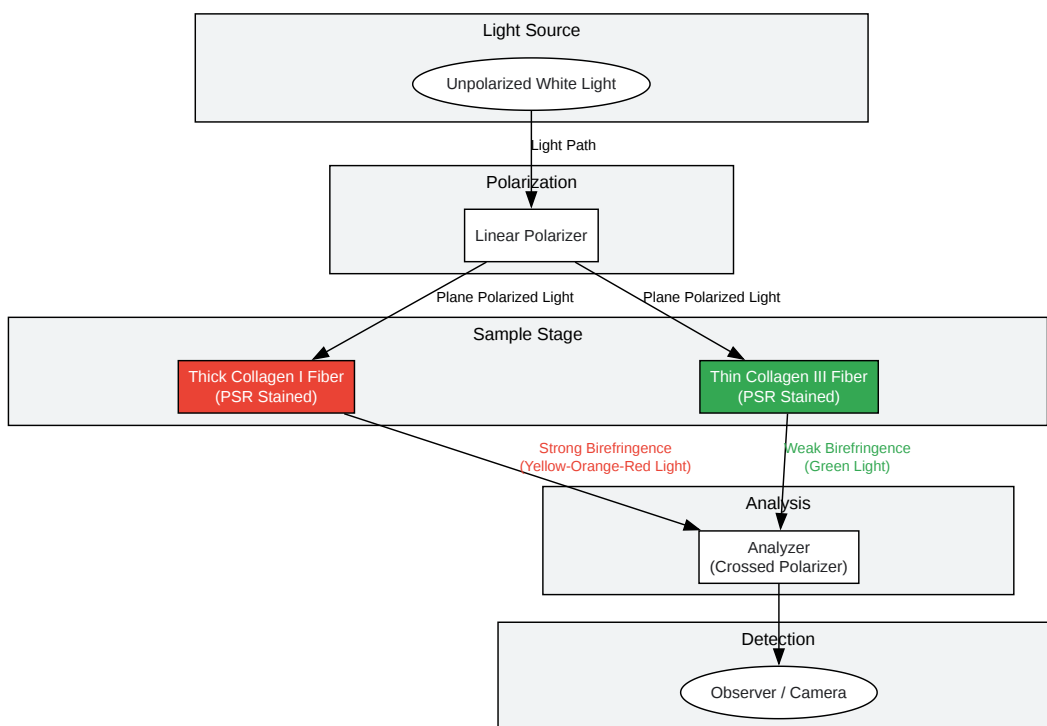 Light Source
Unpolarized White Light
Light Path
Polarization
Linear Polarizer
Plane Polarized Light
Plane Polarized Light
Sample Stage
Thick Collagen I Fiber
(PSR Stained)
Thin Collagen III Fiber
(PSR Stained)
Strong Birefringence
(Yellow-Orange-Red Light)
Weak Birefringence
(Green Light)
Analysis
Analyzer
(Crossed Polarizer)
Detection
Observer / Camera